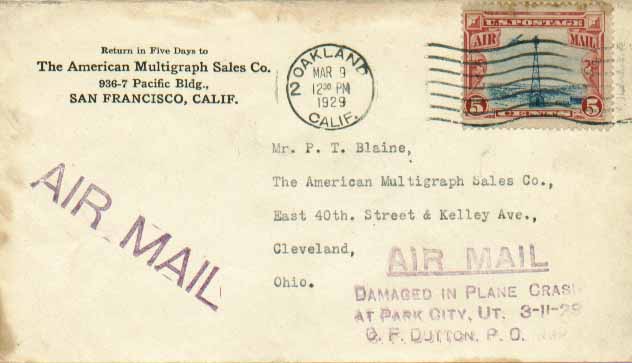 Return in Five Days to
The American Multigraph Sales Co.
936-7 Pacific Bldg.,
SAN FRANCISCO, CALIF.
OAKLAND
2
MAR 9
12 30 PM
1929
CALIF.
U.S. POSTAGE
AIR MAIL
5 5
CENTS
Mr. P. T. Blaine,
The American Multigraph Sales Co.,
East 40th. Street & Kelley Ave.,
Cleveland,
Ohio.
AIR MAIL
AIR MAIL
DAMAGED IN PLANE CRASH
AT PARK CITY, UT. 3-11-29
G. F. DUTTON, P. O.